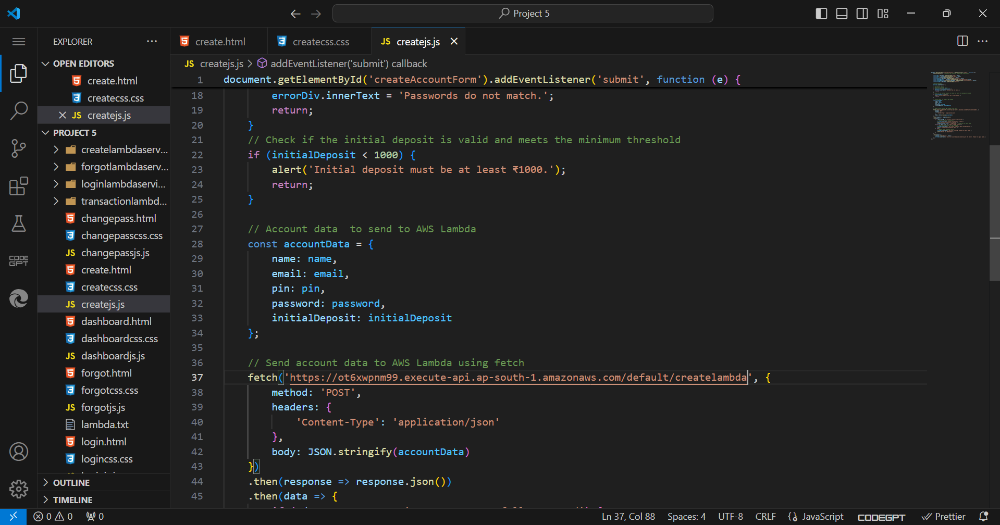 Project 5
EXPLORER
create.html
createcss.css
JS createjs.js
OPEN EDITORS
create.html
createcss.css
JS createjs.js
PROJECT 5
createlambdaserv...
forgotlambdaserv...
loginlambdaservi...
transactionlambd...
changepass.html
changepasscss.css
JS changepassjs.js
create.html
createcss.css
JS createjs.js
dashboard.html
dashboardcss.css
JS dashboardjs.js
forgot.html
forgotcss.css
JS forgotjs.js
lambda.txt
login.html
logincss.css
OUTLINE
TIMELINE
CODE
GPT
JS createjs.js > addEventListener('submit') callback
1 document.getElementById('createAccountForm').addEventListener('submit', function (e) {
18 errorDiv.innerText = 'Passwords do not match.';
19 return;
20 }
21 // Check if the initial deposit is valid and meets the minimum threshold
22 if (initialDeposit < 1000) {
23 alert('Initial deposit must be at least ₹1000.');
24 return;
25 }
26
27 // Account data  to send to AWS Lambda
28 const accountData = {
29 name: name,
30 email: email,
31 pin: pin,
32 password: password,
33 initialDeposit: initialDeposit
34 };
35
36 // Send account data to AWS Lambda using fetch
37 fetch('https://ot6xwpnm99.execute-api.ap-south-1.amazonaws.com/default/createlambda', {
38 method: 'POST',
39 headers: {
40 'Content-Type': 'application/json'
41 },
42 body: JSON.stringify(accountData)
43 })
44 .then(response => response.json())
45 .then(data => {
0 0 0
Ln 37, Col 88 Spaces: 4 UTF-8 CRLF {} JavaScript CODEGPT Prettier